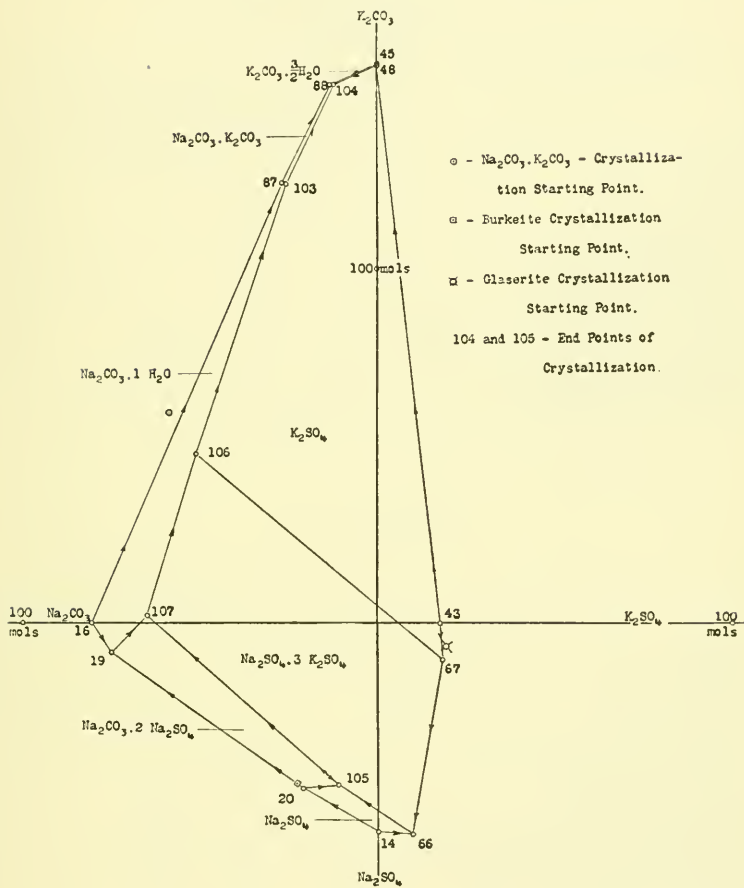 K₂CO₃
45
48
K₂CO₃.3/2H₂O
88
104
Na₂CO₃.K₂CO₃
87
103
⊙ - Na₂CO₃.K₂CO₃ - Crystalliza-
tion Starting Point.
⊡ - Burkeite Crystallization
Starting Point.
¤ - Glaserite Crystallization
Starting Point.
104 and 105 - End Points of
Crystallization.
100 mols
Na₂CO₃.1 H₂O
K₂SO₄
106
100
mols
Na₂CO₃
16
107
43
K₂SO₄
100
mols
19
Na₂SO₄.3 K₂SO₄
67
Na₂CO₃.2 Na₂SO₄
20
105
Na₂SO₄
14
66
Na₂SO₄